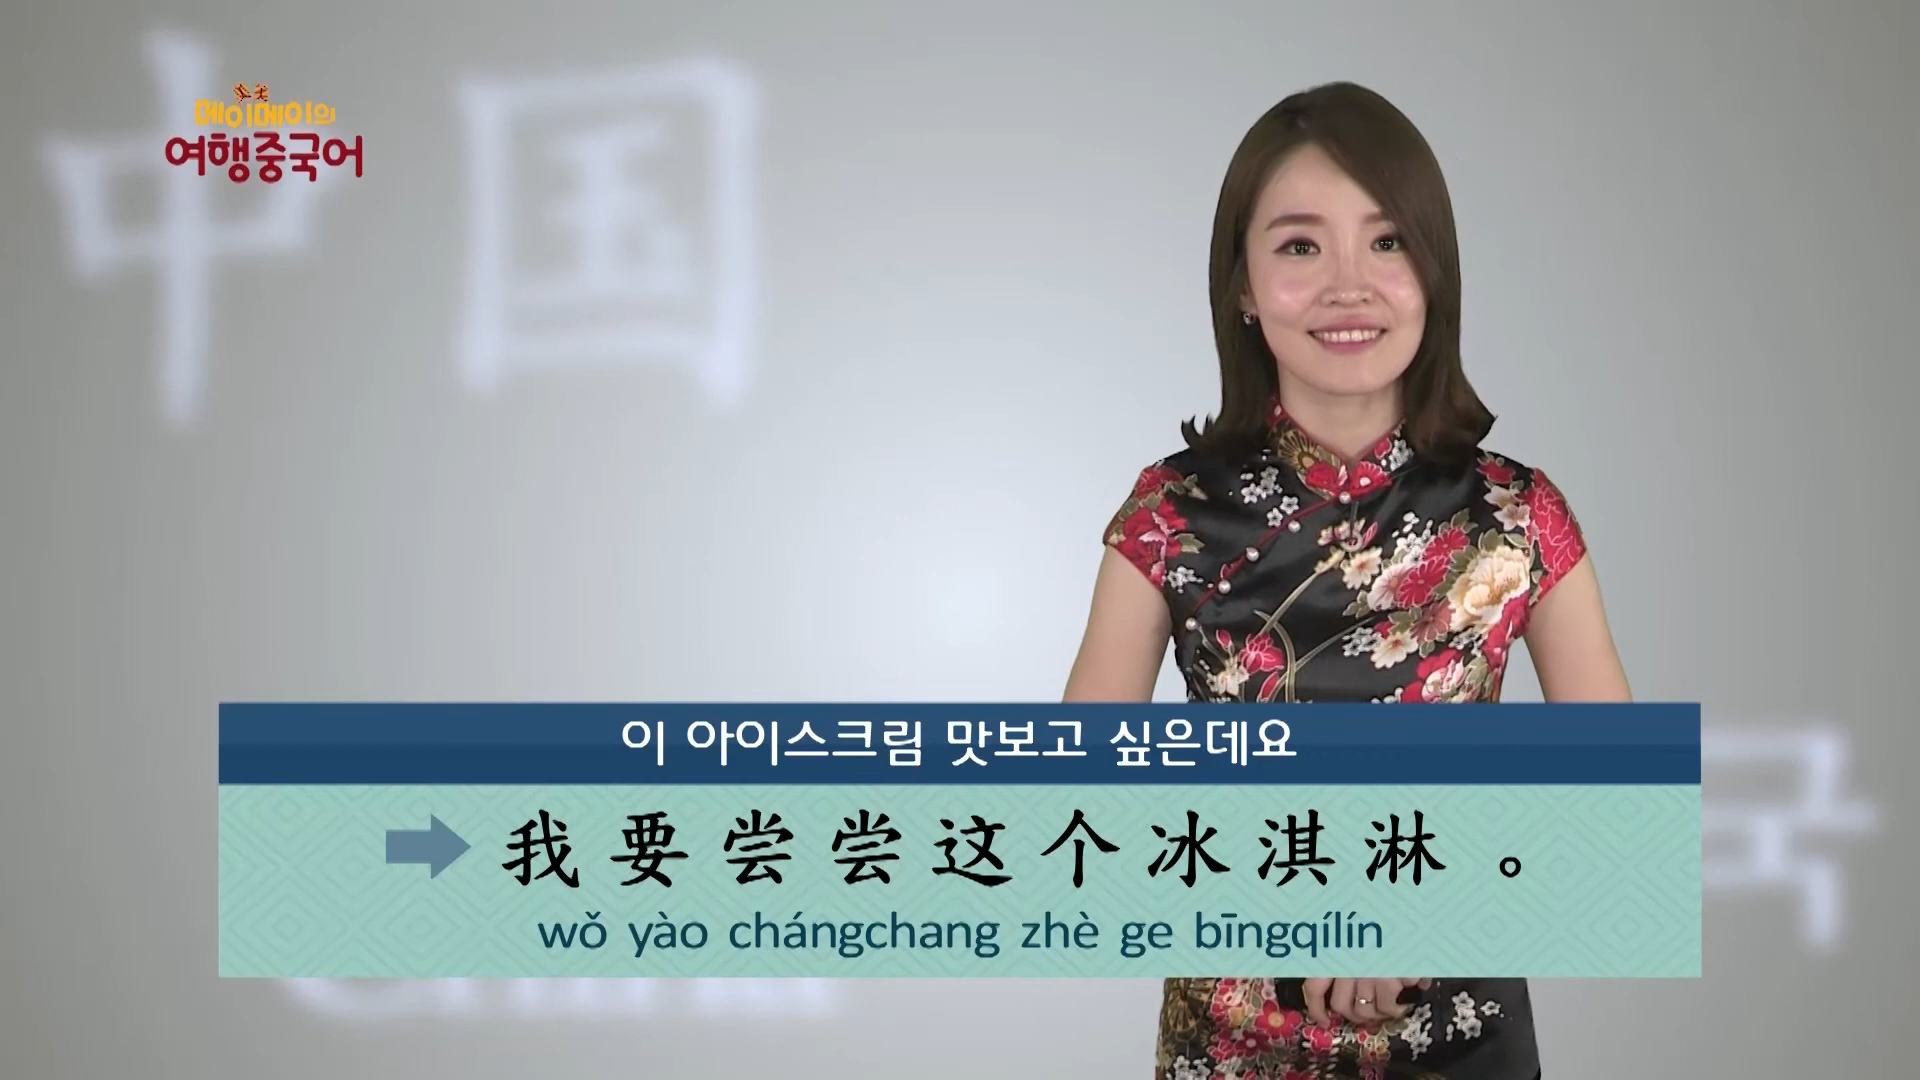 메이메이의
여행중국어
中国
이 아이스크림 맛보고 싶은데요
我要尝尝这个冰淇淋。
wǒ yào chángchang zhè ge bīngqílín